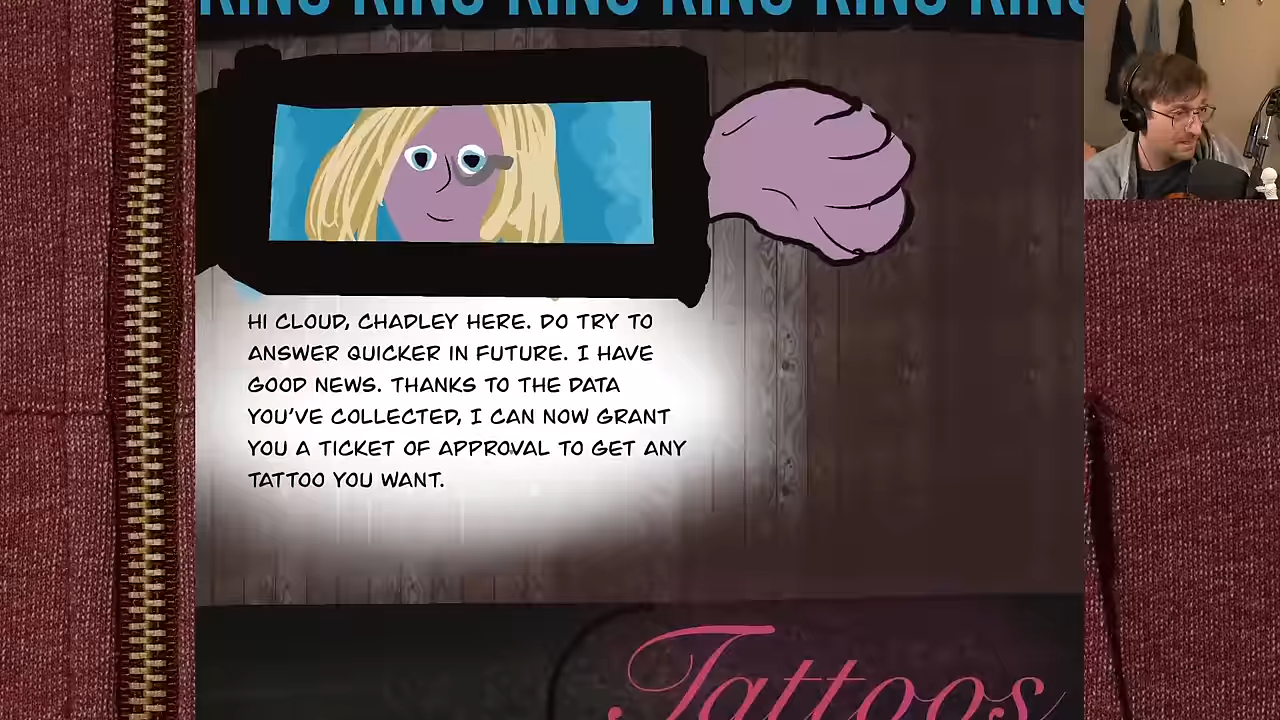 RING RING RING RING RING RING
HI CLOUD, CHADLEY HERE. DO TRY TO
ANSWER QUICKER IN FUTURE. I HAVE
GOOD NEWS. THANKS TO THE DATA
YOU'VE COLLECTED, I CAN NOW GRANT
YOU A TICKET OF APPROVAL TO GET ANY
TATTOO YOU WANT.
Tattoos